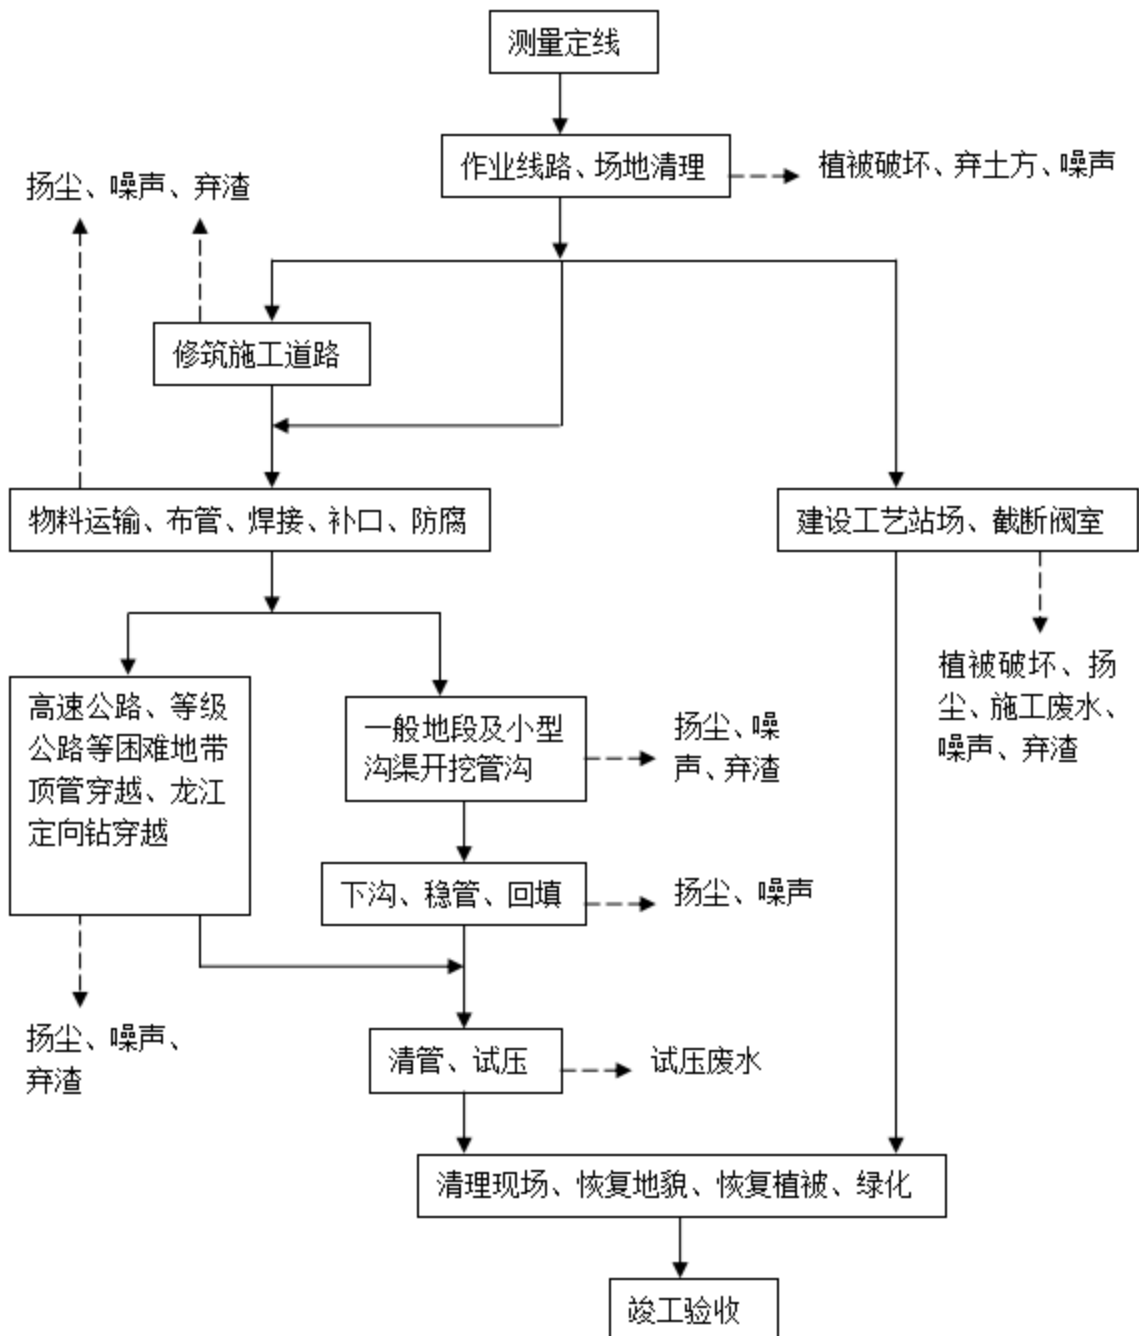 测量定线
作业线路、场地清理
植被破坏、弃土方、噪声
扬尘、噪声、弃渣
修筑施工道路
物料运输、布管、焊接、补口、防腐
建设工艺站场、截断阀室
植被破坏、扬
尘、施工废水、
噪声、弃渣
高速公路、等级
公路等困难地带
顶管穿越、龙江
定向钻穿越
一般地段及小型
沟渠开挖管沟
扬尘、噪
声、弃渣
下沟、稳管、回填
扬尘、噪声
扬尘、噪声、
弃渣
清管、试压
试压废水
清理现场、恢复地貌、恢复植被、绿化
竣工验收